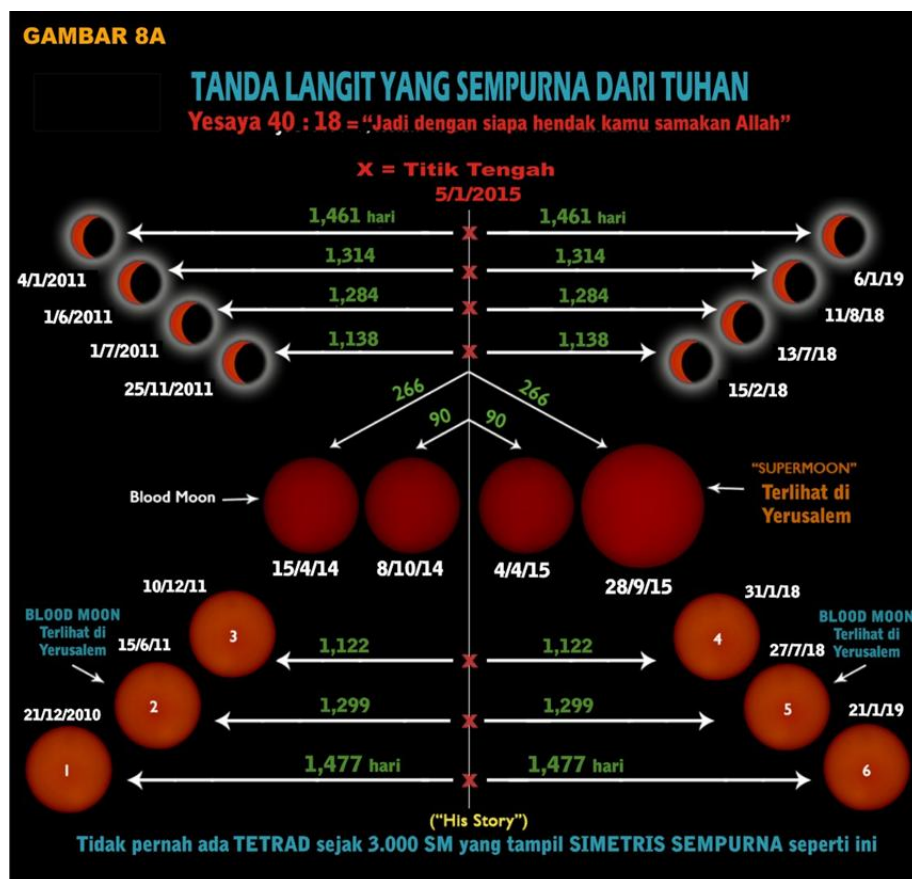 GAMBAR 8A
TANDA LANGIT YANG SEMPURNA DARI TUHAN
Yesaya 40 : 18 = “Jadi dengan siapa hendak kamu samakan Allah”
X = Titik Tengah
5/1/2015
1,461 hari
1,461 hari
X
4/1/2011
6/1/19
1,314
1,314
X
1/6/2011
11/8/18
1,284
1,284
X
1/7/2011
13/7/18
1,138
1,138
X
25/11/2011
15/2/18
266
266
90
90
Blood Moon
"SUPERMOON"
Terlihat di
Yerusalem
15/4/14
8/10/14
4/4/15
28/9/15
10/12/11
31/1/18
3
4
1,122
1,122
X
BLOOD MOON
Terlihat di
Yerusalem
15/6/11
27/7/18
BLOOD MOON
Terlihat di
Yerusalem
2
5
1,299
1,299
X
21/12/2010
21/1/19
1
6
1,477 hari
1,477 hari
X
("His Story")
Tidak pernah ada TETRAD sejak 3.000 SM yang tampil SIMETRIS SEMPURNA seperti ini